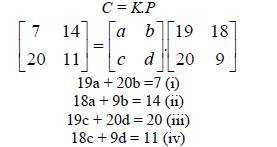 C = K.P
[7 14
20 11] = [a b
c d] . [19 18
20 9]
19a + 20b =7 (i)
18a + 9b = 14 (ii)
19c + 20d = 20 (iii)
18c + 9d = 11 (iv)